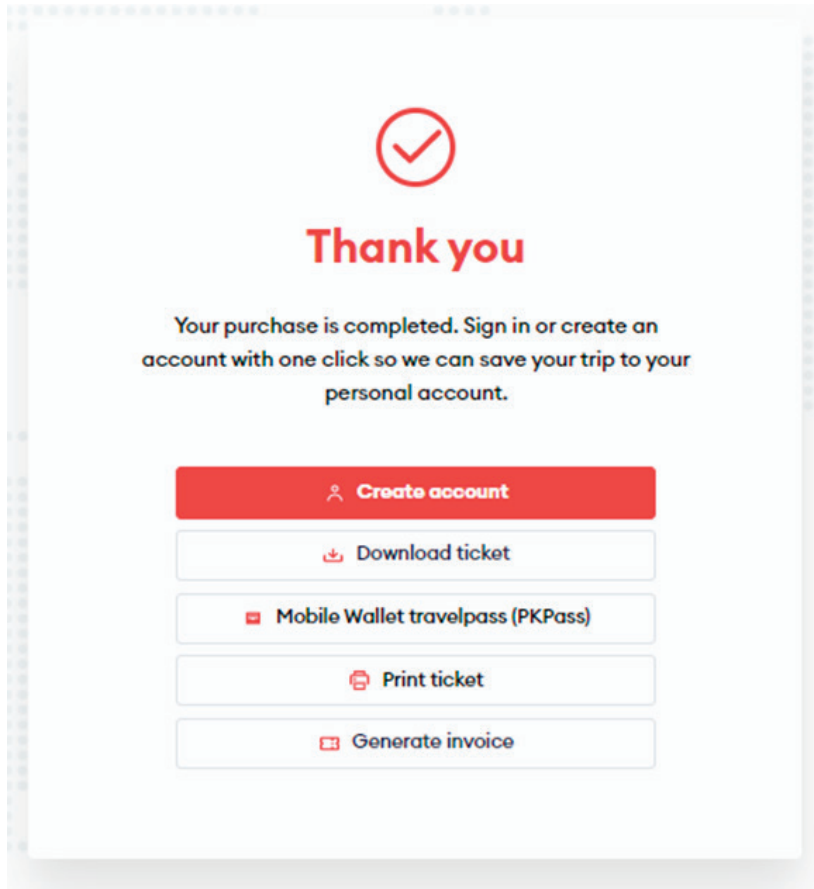 Thank you
Your purchase is completed. Sign in or create an
account with one click so we can save your trip to your
personal account.
Create account
Download ticket
Mobile Wallet travelpass (PKPass)
Print ticket
Generate invoice